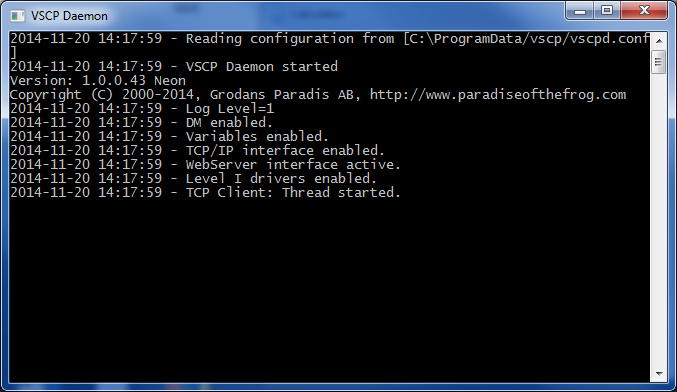 VSCP Daemon
2014-11-20 14:17:59 - Reading configuration from [C:\ProgramData/vscp/vscpd.conf
]
2014-11-20 14:17:59 - VSCP Daemon started
Version: 1.0.0.43 Neon
Copyright (C) 2000-2014, Grodans Paradis AB, http://www.paradiseofthefrog.com
2014-11-20 14:17:59 - Log Level=1
2014-11-20 14:17:59 - DM enabled.
2014-11-20 14:17:59 - Variables enabled.
2014-11-20 14:17:59 - TCP/IP interface enabled.
2014-11-20 14:17:59 - WebServer interface active.
2014-11-20 14:17:59 - Level I drivers enabled.
2014-11-20 14:17:59 - TCP Client: Thread started.